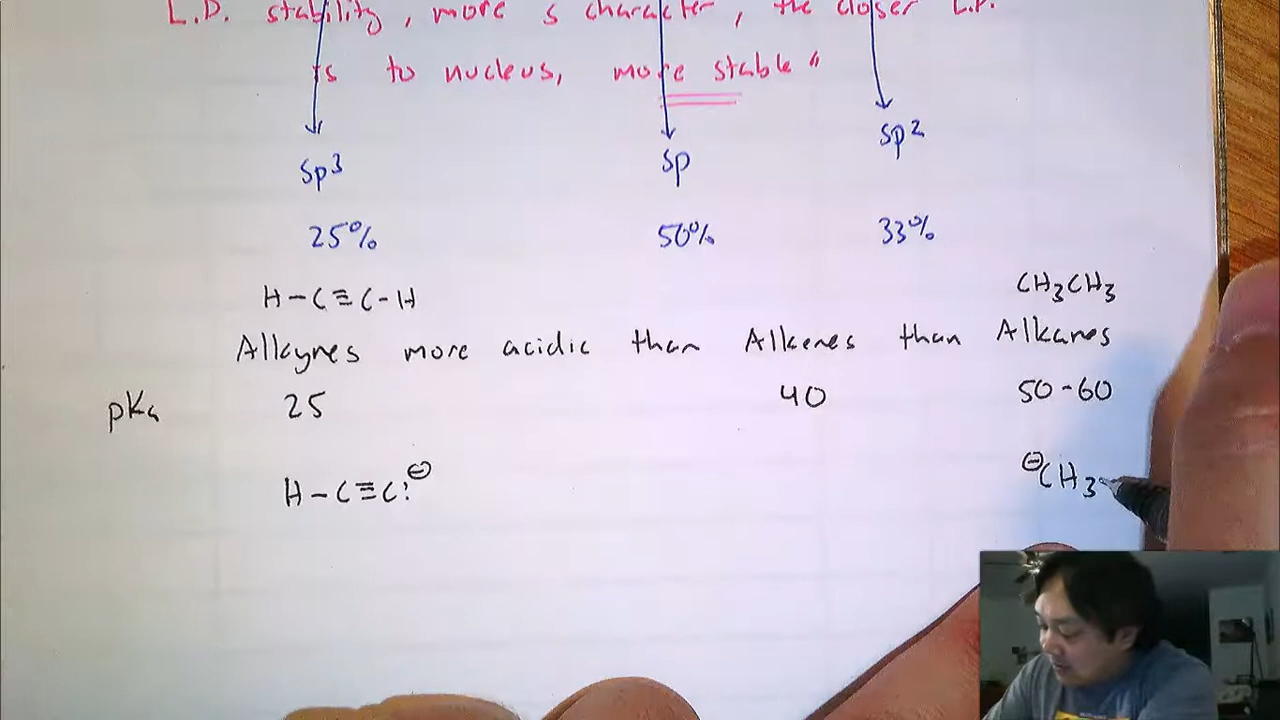 L.P. stability, more s character, the closer L.P.
is to nucleus, more stable"
sp³ sp sp²
25% 50% 33%
H-C≡C-H CH₃CH₃
Alkynes more acidic than Alkenes than Alkanes
pKa 25 40 50-60
H-C≡C:⊖ ⊖CH₃